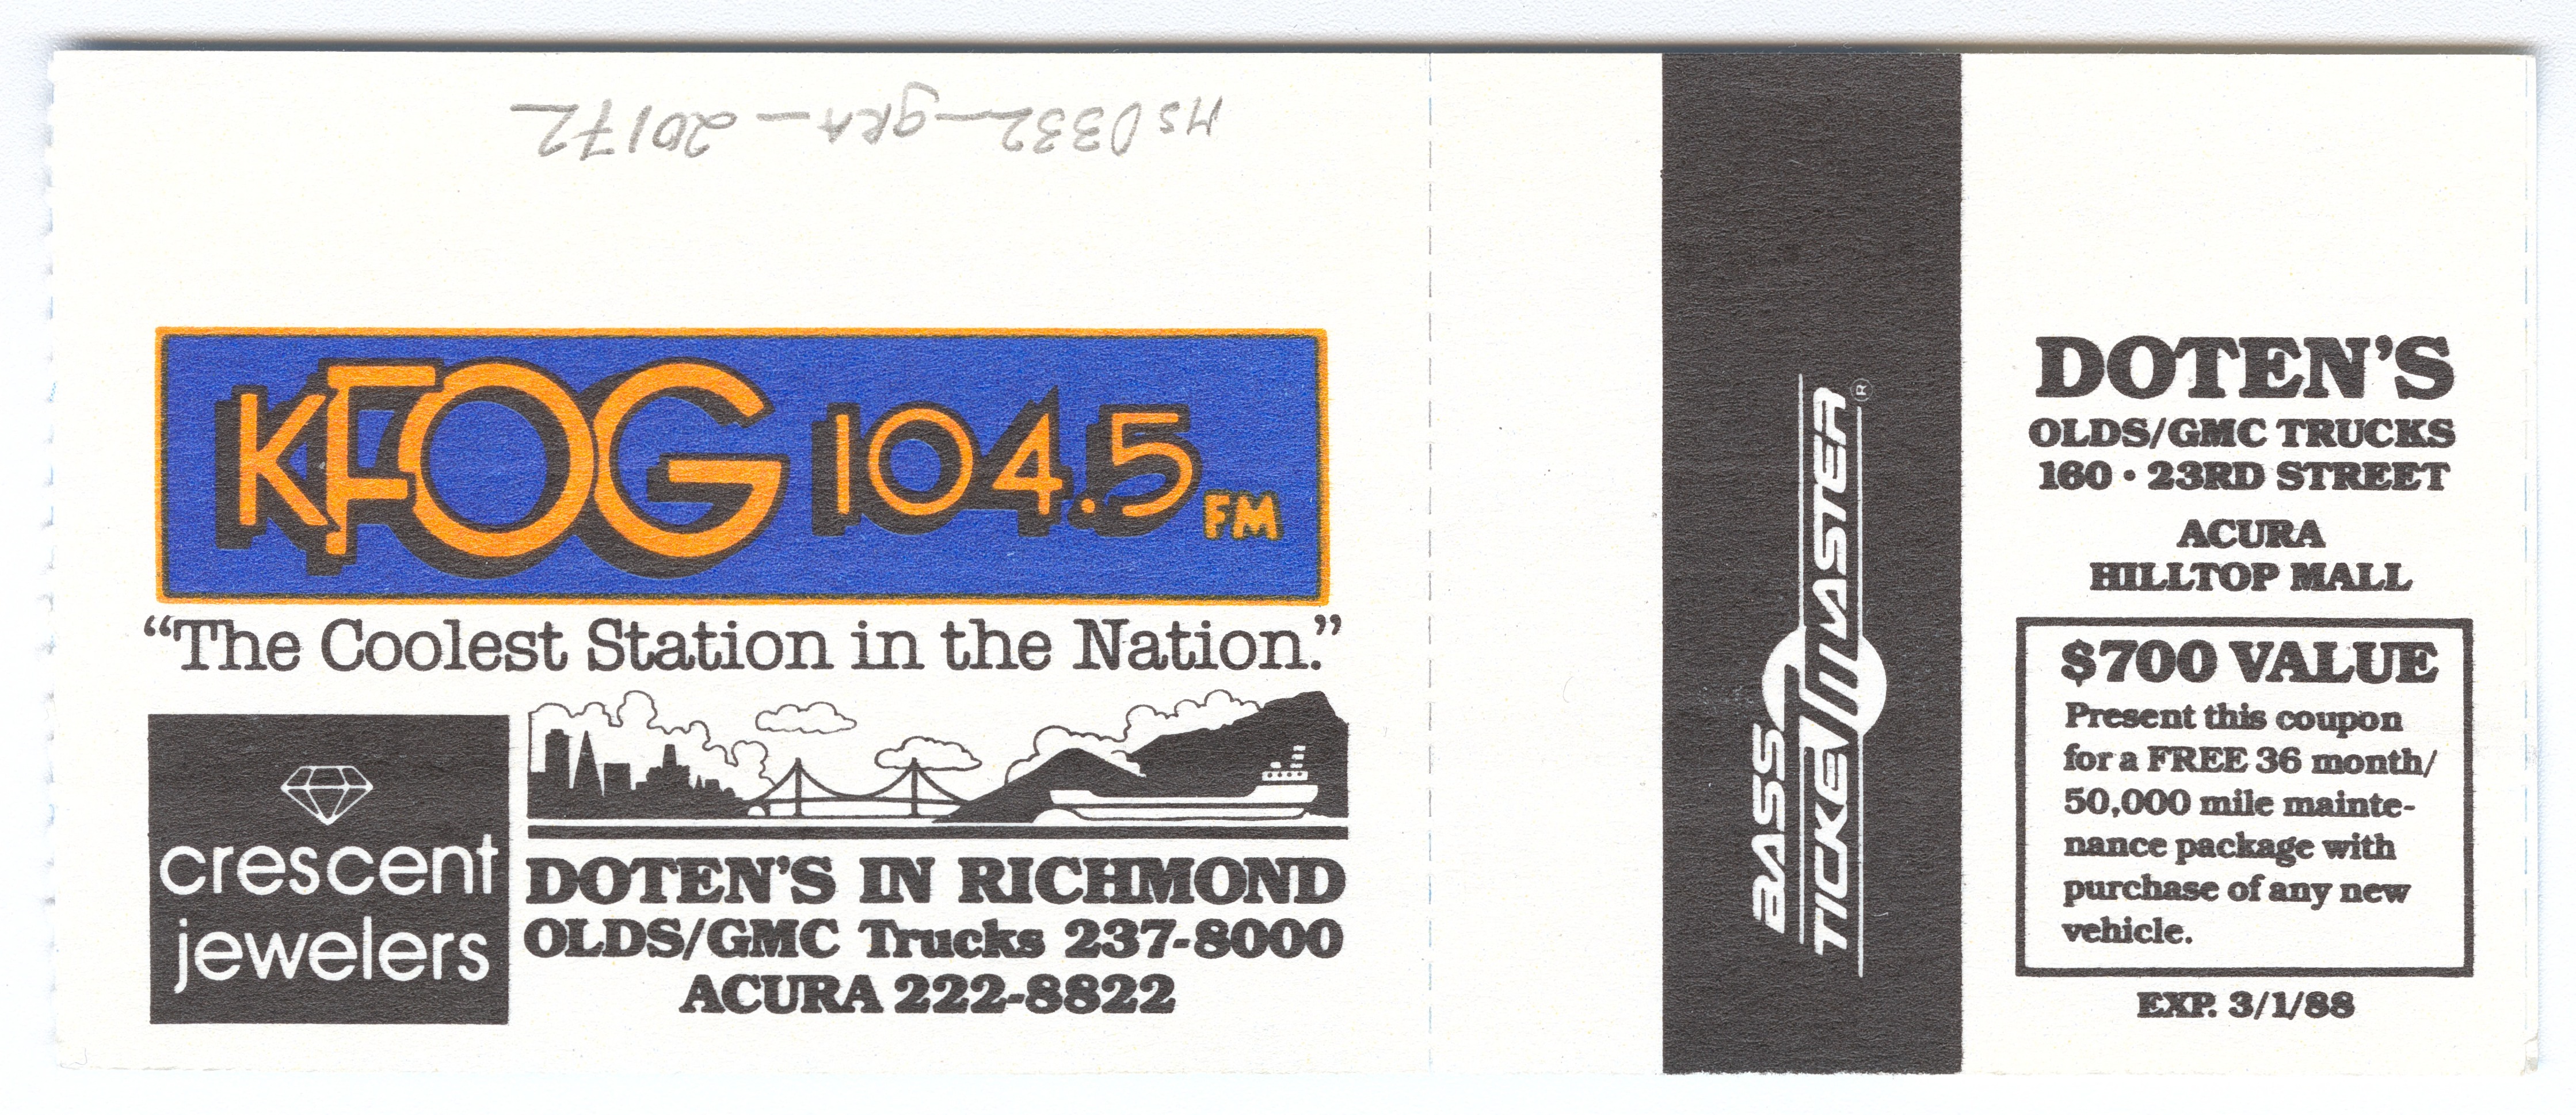 ms0332_gra_20172
KFOG 104.5 FM
“The Coolest Station in the Nation.”
crescent
jewelers
DOTEN'S IN RICHMOND
OLDS/GMC Trucks 237-8000
ACURA 222-8822
BASS
TICKETMASTER®
DOTEN'S
OLDS/GMC TRUCKS
160 • 23RD STREET
ACURA
HILLTOP MALL
$700 VALUE
Present this coupon
for a FREE 36 month/
50,000 mile mainte-
nance package with
purchase of any new
vehicle.
EXP. 3/1/88